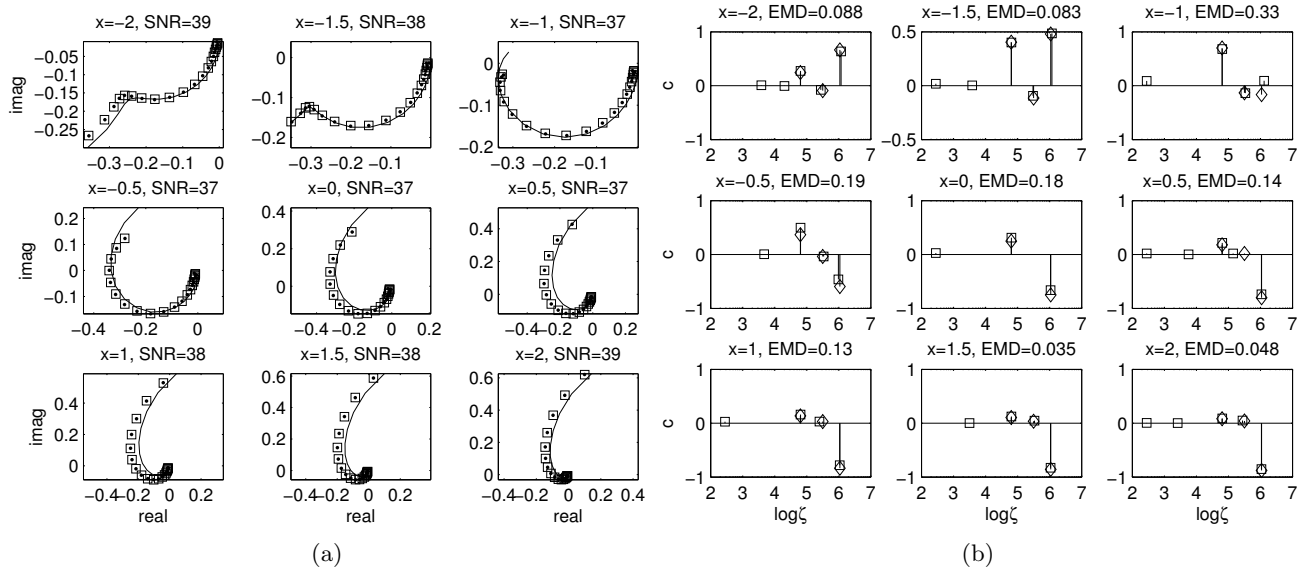 x=−2, SNR=39
x=−1.5, SNR=38
x=−1, SNR=37
imag
−0.05
−0.1
−0.15
−0.2
−0.25
−0.3
−0.1
0
0
−0.1
−0.2
−0.3
−0.2
−0.1
0
−0.1
−0.2
−0.3
−0.2
−0.1
x=−0.5, SNR=37
x=0, SNR=37
x=0.5, SNR=37
imag
0.2
0.1
0
−0.1
−0.4
−0.2
0
0.4
0.2
0
−0.4
−0.2
0
0.2
0.4
0.2
0
−0.4
−0.2
0
0.2
x=1, SNR=38
x=1.5, SNR=38
x=2, SNR=39
imag
0.4
0.2
0
−0.4
−0.2
0
0.2
real
0.4
0.2
0
−0.4
−0.2
0
0.2
real
0.6
0.4
0.2
0
−0.4
−0.2
0
0.2
real
(a)
x=−2, EMD=0.088
x=−1.5, EMD=0.083
x=−1, EMD=0.33
c
1
0
−1
2 3 4 5 6 7
0.5
0
−0.5
2 3 4 5 6 7
1
0
−1
2 3 4 5 6 7
x=−0.5, EMD=0.19
x=0, EMD=0.18
x=0.5, EMD=0.14
c
1
0
−1
2 3 4 5 6 7
1
0
−1
2 3 4 5 6 7
1
0
−1
2 3 4 5 6 7
x=1, EMD=0.13
x=1.5, EMD=0.035
x=2, EMD=0.048
c
1
0
−1
2 3 4 5 6 7
logζ
1
0
−1
2 3 4 5 6 7
logζ
1
0
−1
2 3 4 5 6 7
logζ
(b)